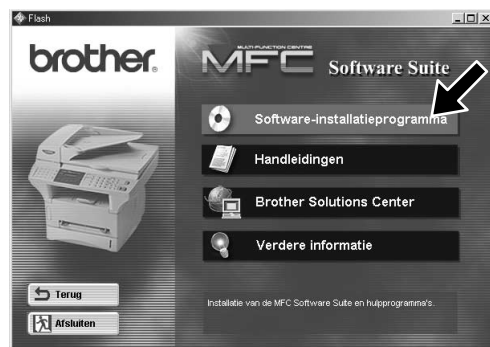 Flash
brother
MULTI-FUNCTION CENTRE
MFC Software Suite
Software-installatieprogramma
Handleidingen
Brother Solutions Center
Verdere informatie
Terug
Afsluiten
Installatie van de MFC Software Suite en hulpprogramma's.